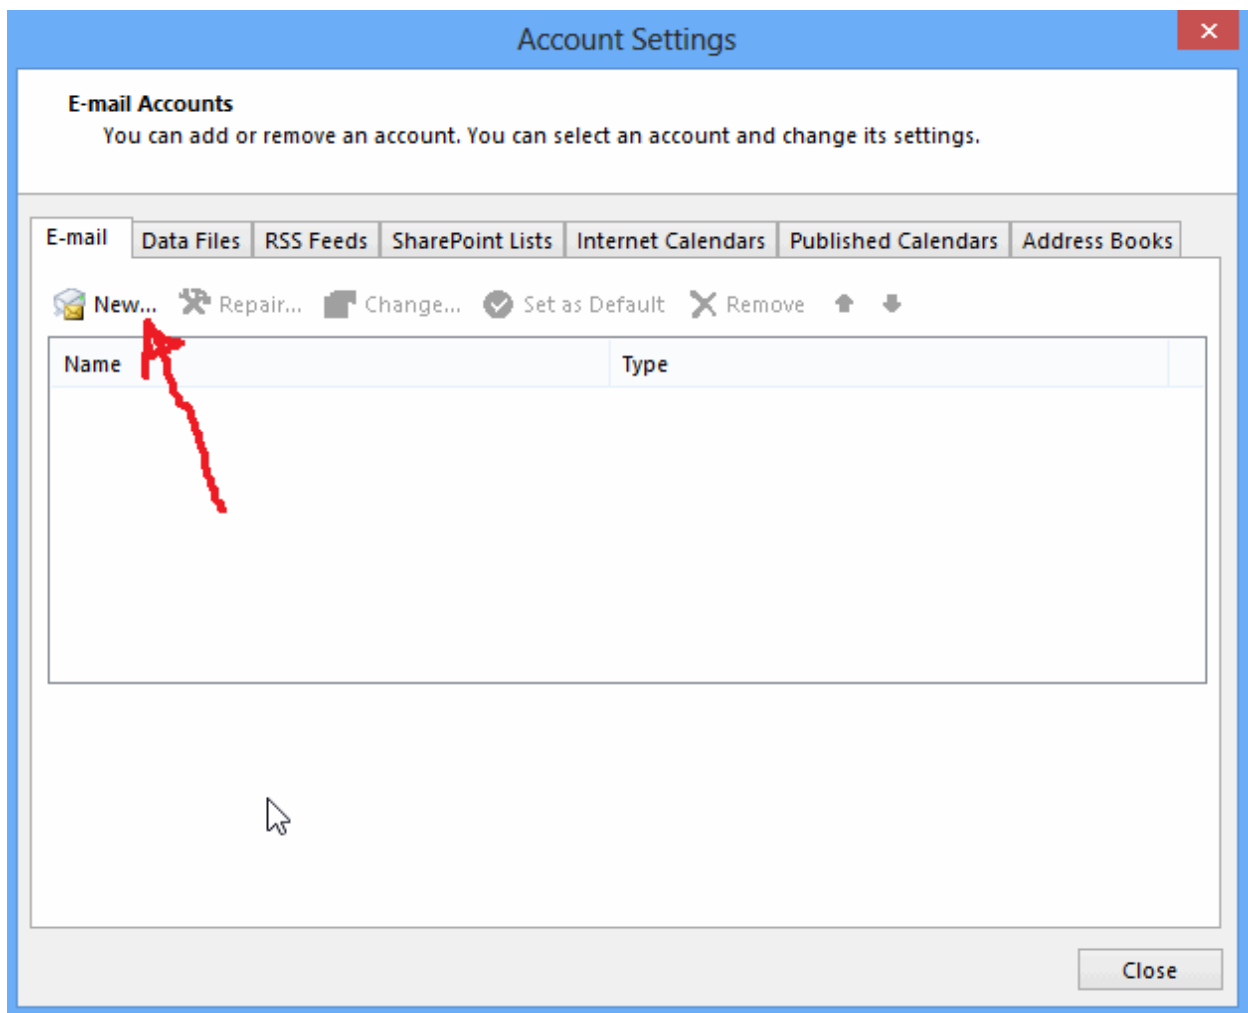 Account Settings
E-mail Accounts
You can add or remove an account. You can select an account and change its settings.
E-mail Data Files RSS Feeds SharePoint Lists Internet Calendars Published Calendars Address Books
New... Repair... Change... Set as Default Remove
Name Type
Close